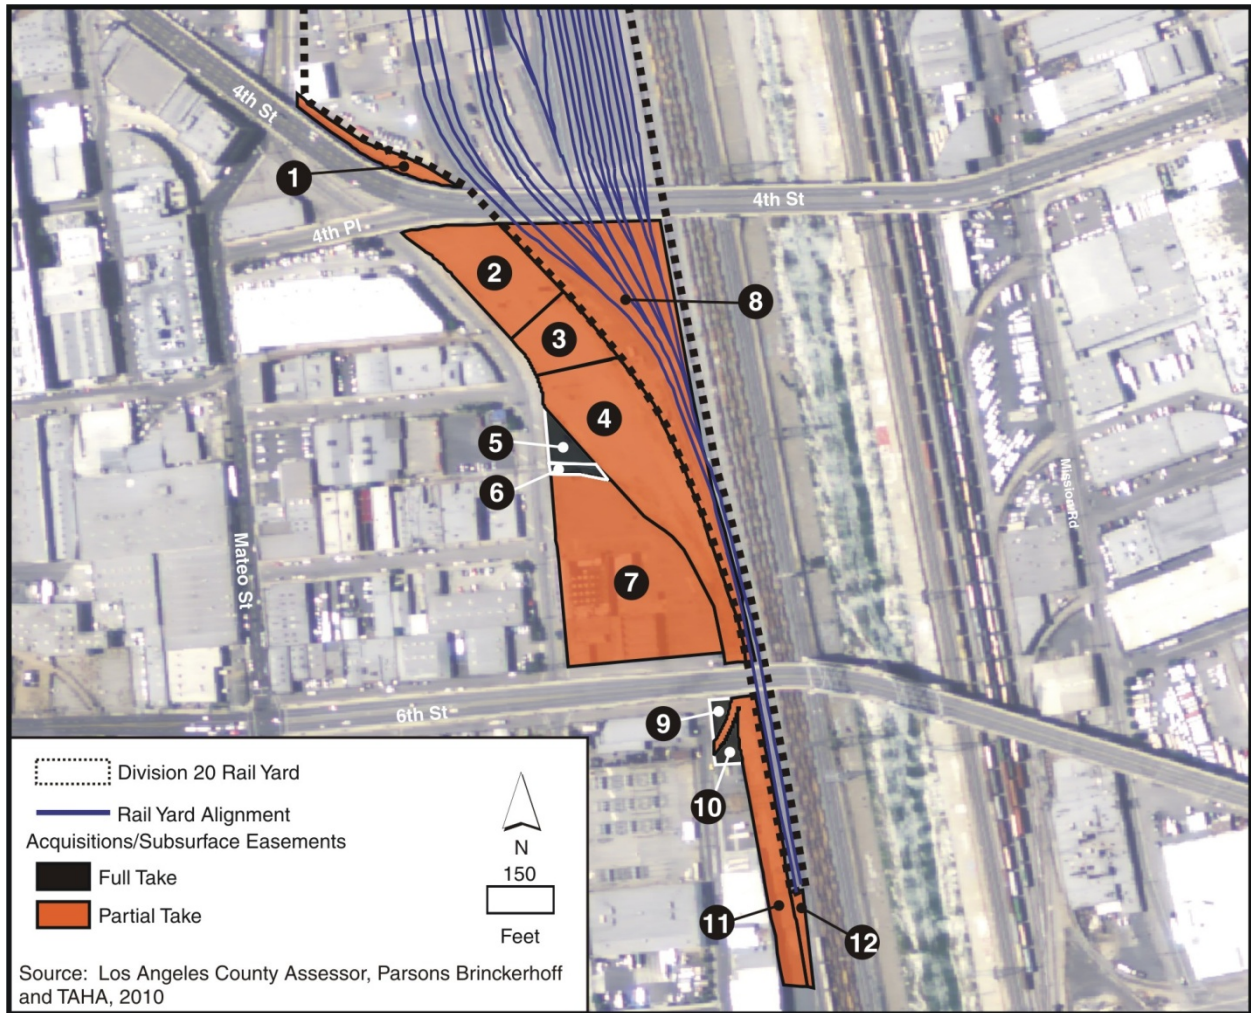 4th St
1
4th St
4th Pl
2
8
3
4
5
6
Mission Rd
Mateo St
7
6th St
9
10
11
12
Division 20 Rail Yard
Rail Yard Alignment
Acquisitions/Subsurface Easements
Full Take
Partial Take
N
150
Feet
Source: Los Angeles County Assessor, Parsons Brinckerhoff
and TAHA, 2010